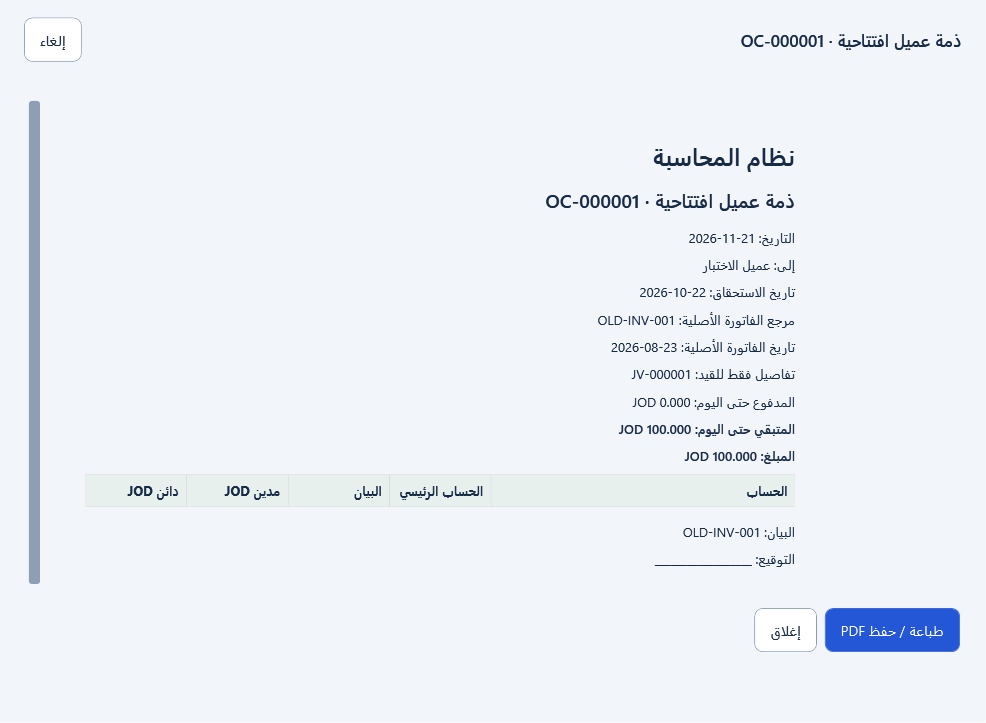 ذمة عميل افتتاحية · OC-000001
إلغاء
نظام المحاسبة
ذمة عميل افتتاحية · OC-000001
التاريخ: 2026-11-21
إلى: عميل الاختبار
تاريخ الاستحقاق: 2026-10-22
مرجع الفاتورة الأصلية: OLD-INV-001
تاريخ الفاتورة الأصلية: 2026-08-23
تفاصيل فقط للقيد: JV-000001
المدفوع حتى اليوم: JOD 0.000
المتبقي حتى اليوم: JOD 100.000
المبلغ: JOD 100.000
الحساب الحساب الرئيسي البيان مدين JOD دائن JOD
البيان: OLD-INV-001
التوقيع: ________________
طباعة / حفظ PDF إغلاق